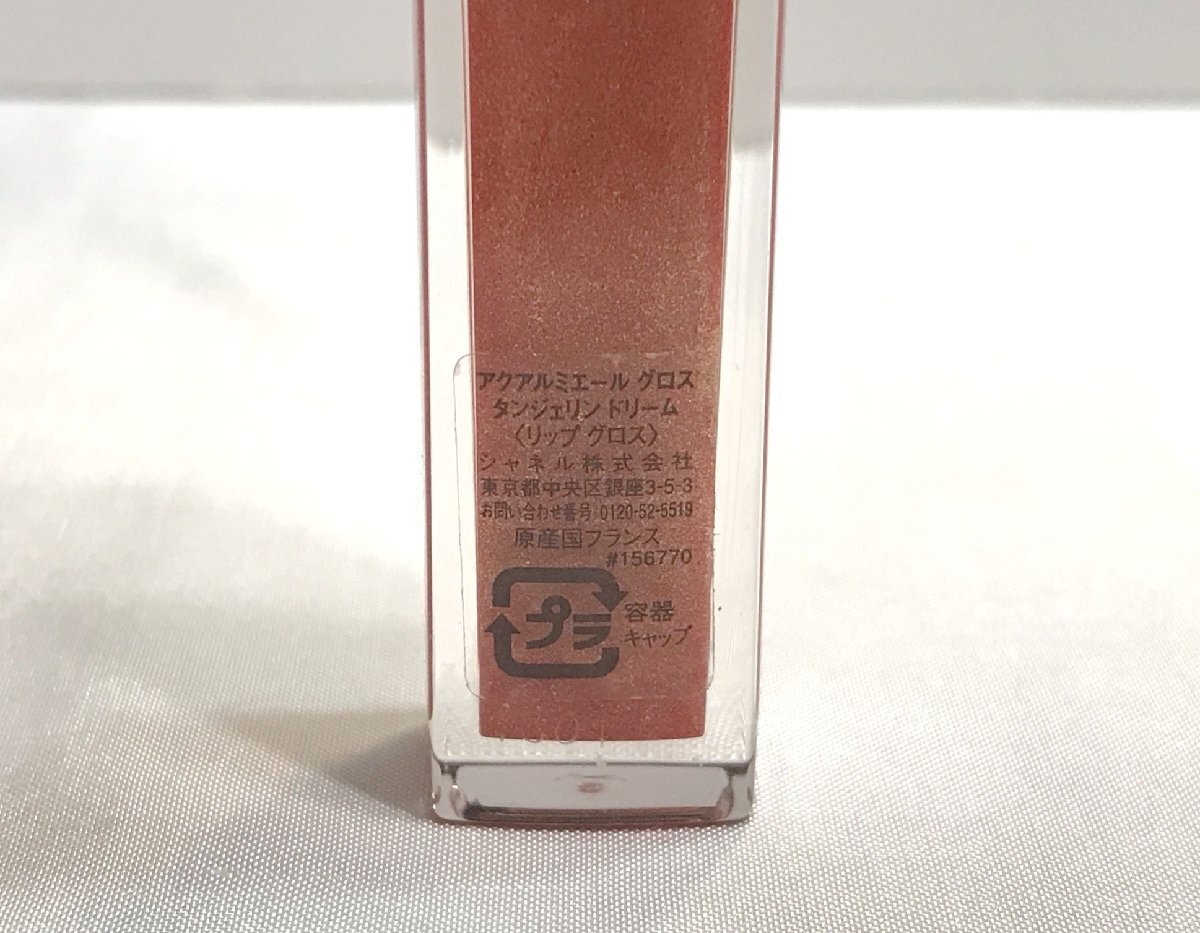 アクアルミエール グロス
タンジェリン ドリーム
〈リップ グロス〉
シャネル株式会社
東京都中央区銀座3-5-3
お問い合わせ番号 0120-52-5519
原産国フランス
#156770
プラ
容器
キャップ